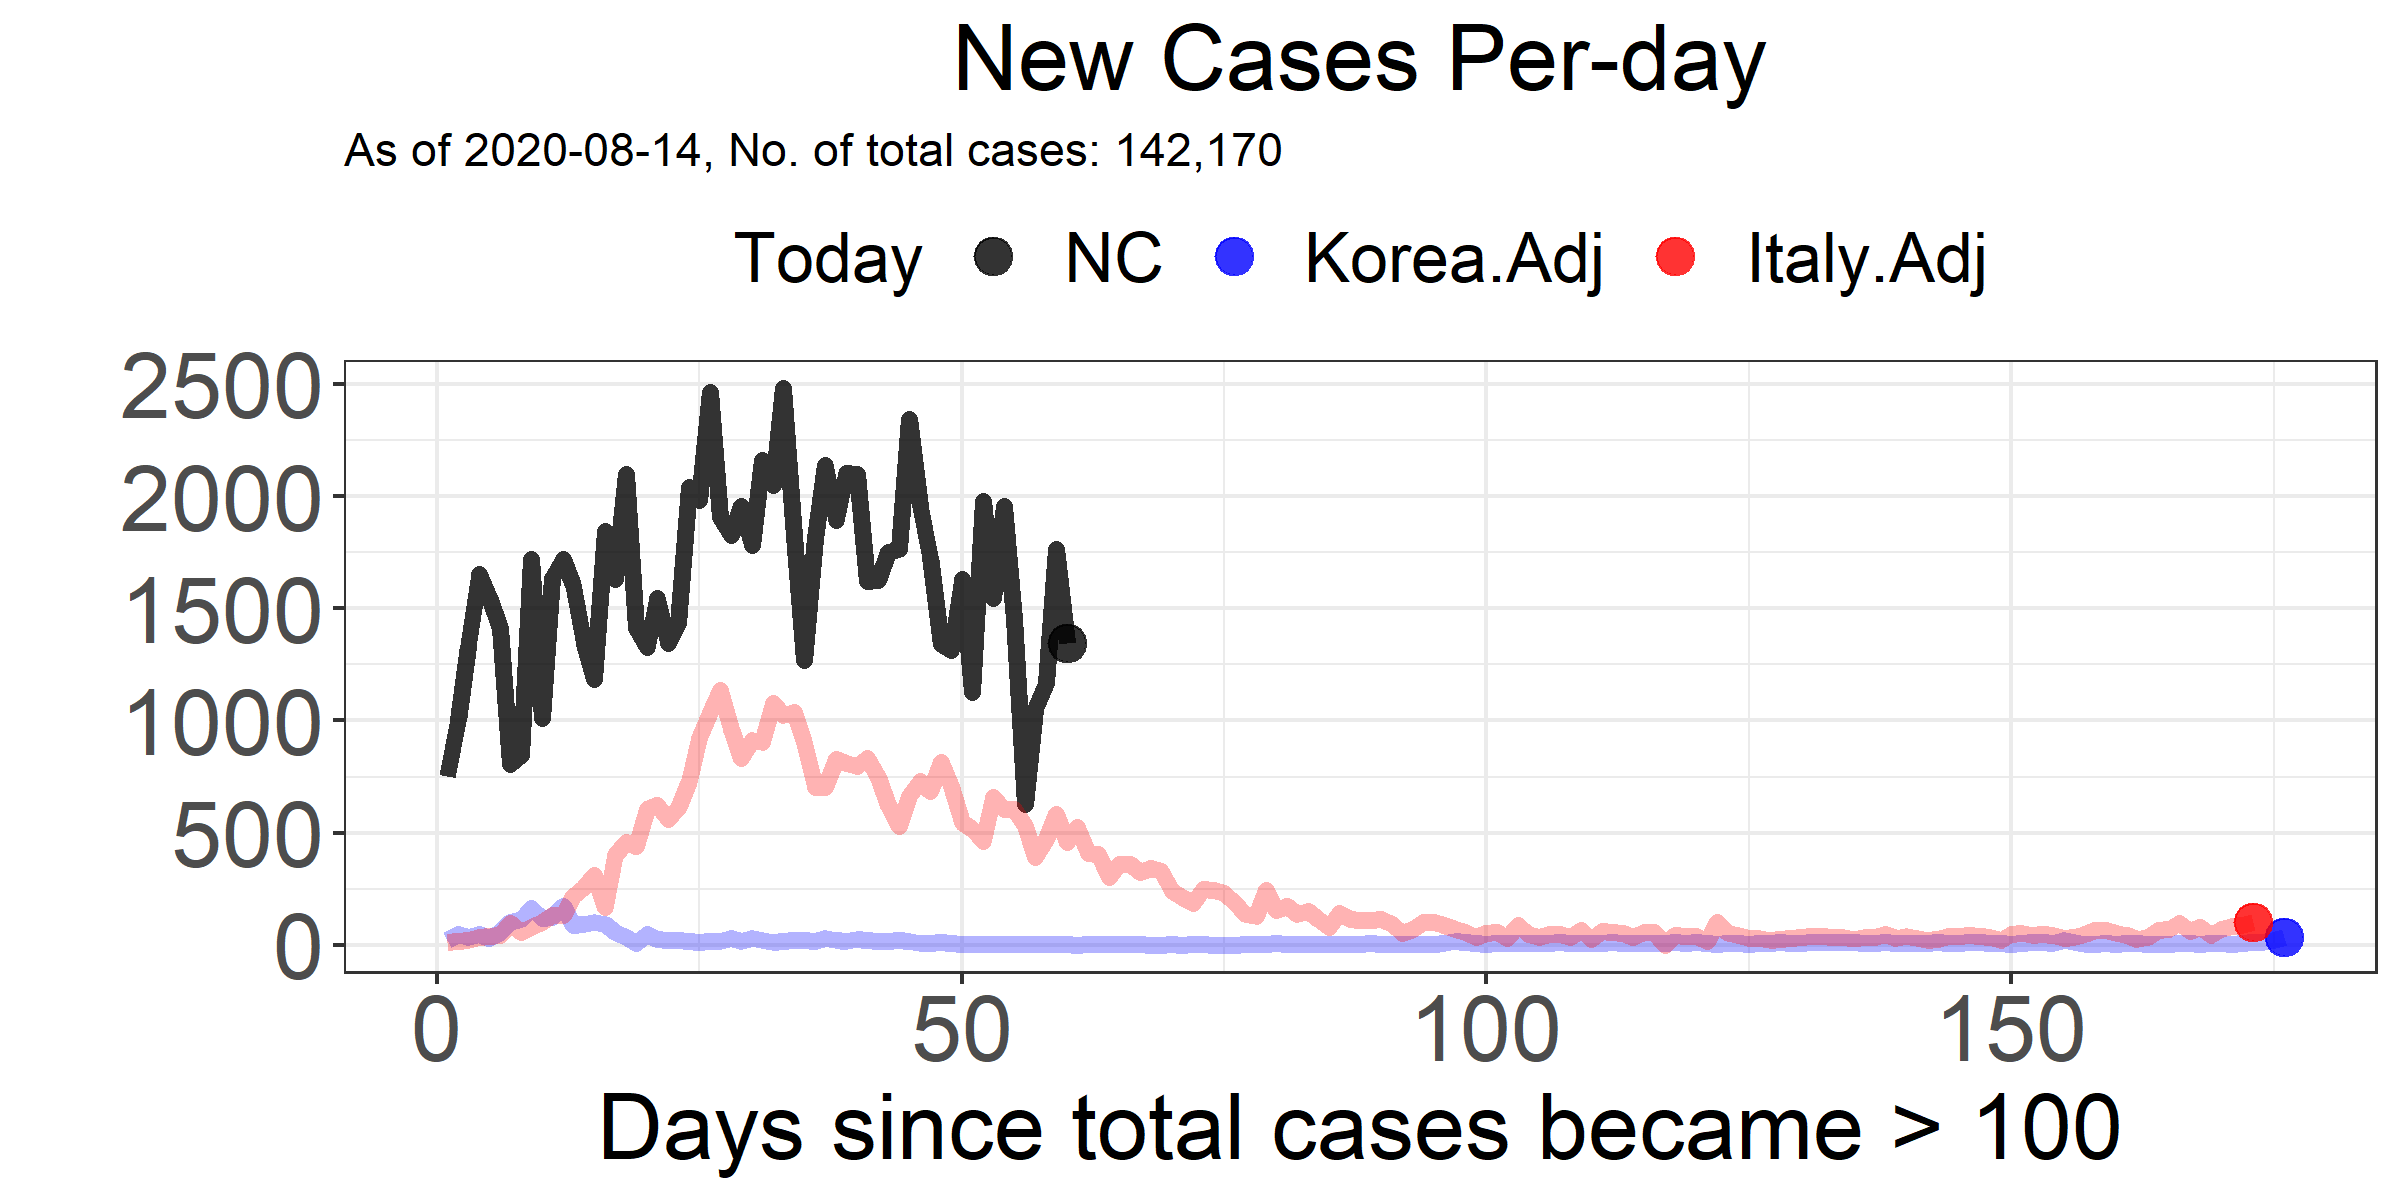 New Cases Per-day
As of 2020-08-14, No. of total cases: 142,170
Today NC Korea.Adj Italy.Adj
2500
2000
1500
1000
500
0
0 50 100 150
Days since total cases became > 100